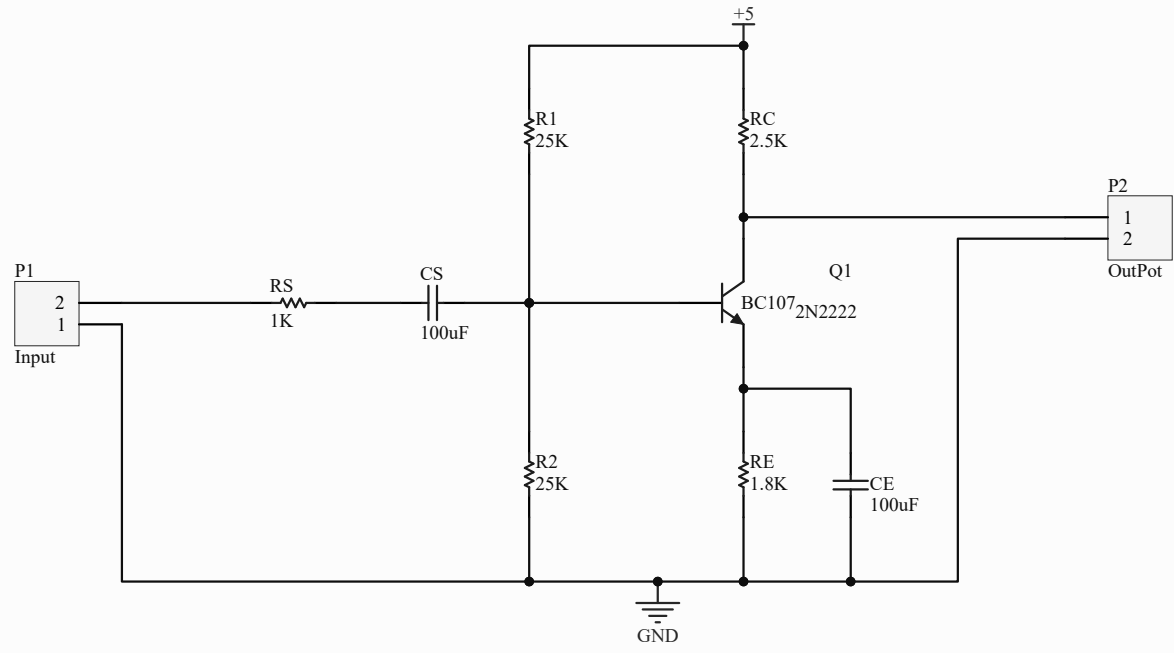 +5
R1
25K
RC
2.5K
P2
1
2
OutPot
P1
2
1
Input
RS
1K
CS
100uF
Q1
BC107
2N2222
R2
25K
RE
1.8K
CE
100uF
GND